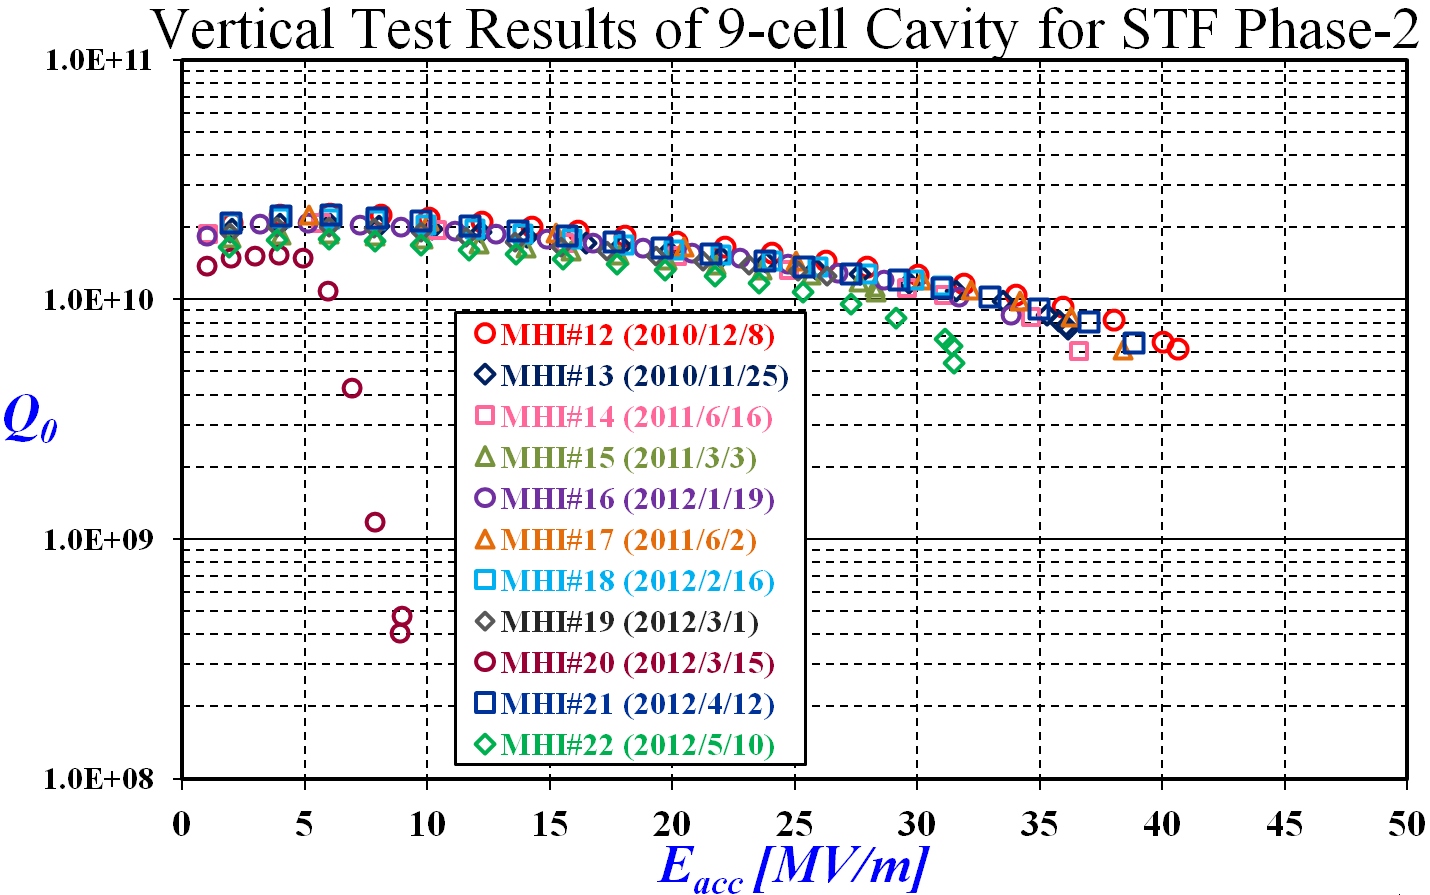 Vertical Test Results of 9-cell Cavity for STF Phase-2
1.0E+11
1.0E+10
MHI#12 (2010/12/8)
MHI#13 (2010/11/25)
MHI#14 (2011/6/16)
Q0
MHI#15 (2011/3/3)
MHI#16 (2012/1/19)
1.0E+09
MHI#17 (2011/6/2)
MHI#18 (2012/2/16)
MHI#19 (2012/3/1)
MHI#20 (2012/3/15)
MHI#21 (2012/4/12)
MHI#22 (2012/5/10)
1.0E+08
0 5 10 15 20 25 30 35 40 45 50
Eacc [MV/m]